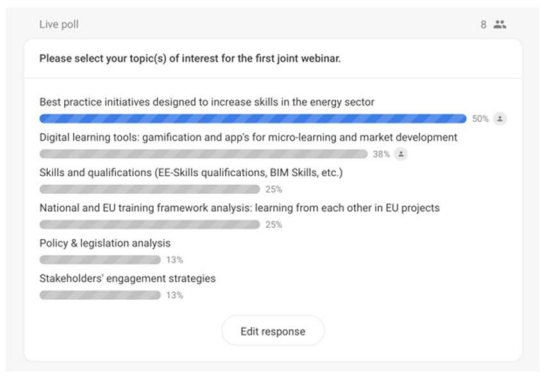 Live poll
8
Please select your topic(s) of interest for the first joint webinar.
Best practice initiatives designed to increase skills in the energy sector
50%
Digital learning tools: gamification and app's for micro-learning and market development
38%
Skills and qualifications (EE-Skills qualifications, BIM Skills, etc.)
25%
National and EU training framework analysis: learning from each other in EU projects
25%
Policy & legislation analysis
13%
Stakeholders' engagement strategies
13%
Edit response